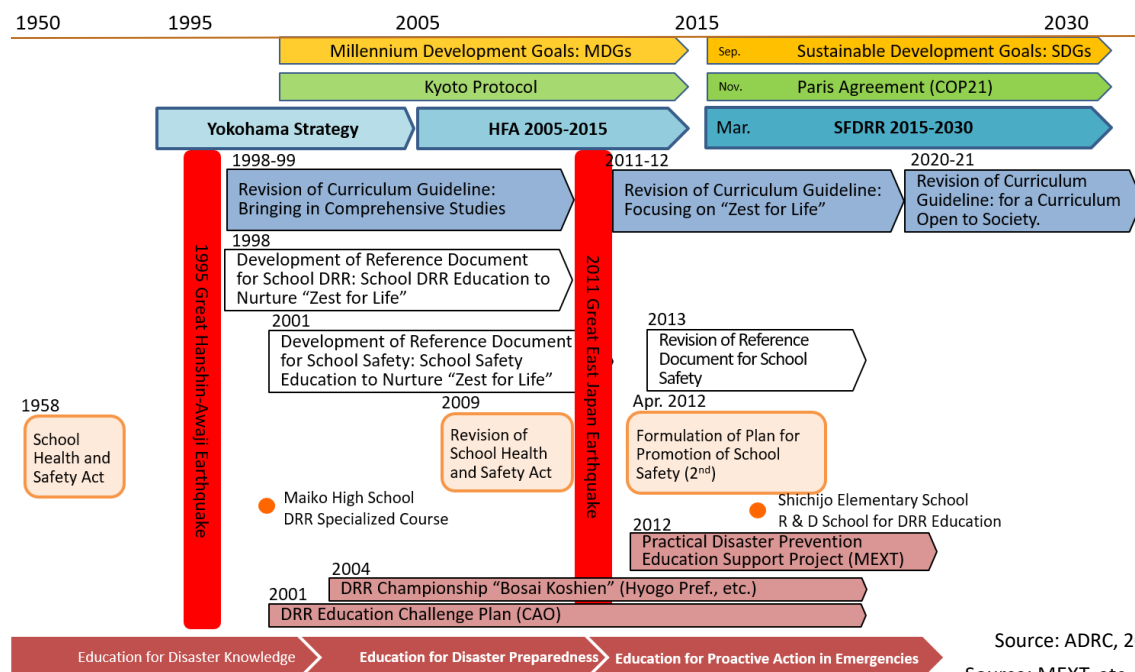 1950 1995 2005 2015 2030
Millennium Development Goals: MDGs
Sep. Sustainable Development Goals: SDGs
Kyoto Protocol
Nov. Paris Agreement (COP21)
Yokohama Strategy
HFA 2005-2015
Mar. SFDRR 2015-2030
1998-99
Revision of Curriculum Guideline:
Bringing in Comprehensive Studies
2011-12
Revision of Curriculum Guideline:
Focusing on “Zest for Life”
2020-21
Revision of Curriculum
Guideline: for a Curriculum
Open to Society.
1995 Great Hanshin-Awaji Earthquake
2011 Great East Japan Earthquake
1998
Development of Reference Document
for School DRR: School DRR Education to
Nurture “Zest for Life”
2001
Development of Reference Document
for School Safety: School Safety
Education to Nurture “Zest for Life”
2013
Revision of Reference
Document for School
Safety
1958
School
Health and
Safety Act
2009
Revision of
School Health
and Safety Act
Apr. 2012
Formulation of Plan for
Promotion of School
Safety (2nd)
Maiko High School
DRR Specialized Course
Shichijo Elementary School
R & D School for DRR Education
2012
Practical Disaster Prevention
Education Support Project (MEXT)
2004
DRR Championship “Bosai Koshien” (Hyogo Pref., etc.)
2001
DRR Education Challenge Plan (CAO)
Education for Disaster Knowledge
Education for Disaster Preparedness
Education for Proactive Action in Emergencies
Source: ADRC, 2
Source: MEXT, etc